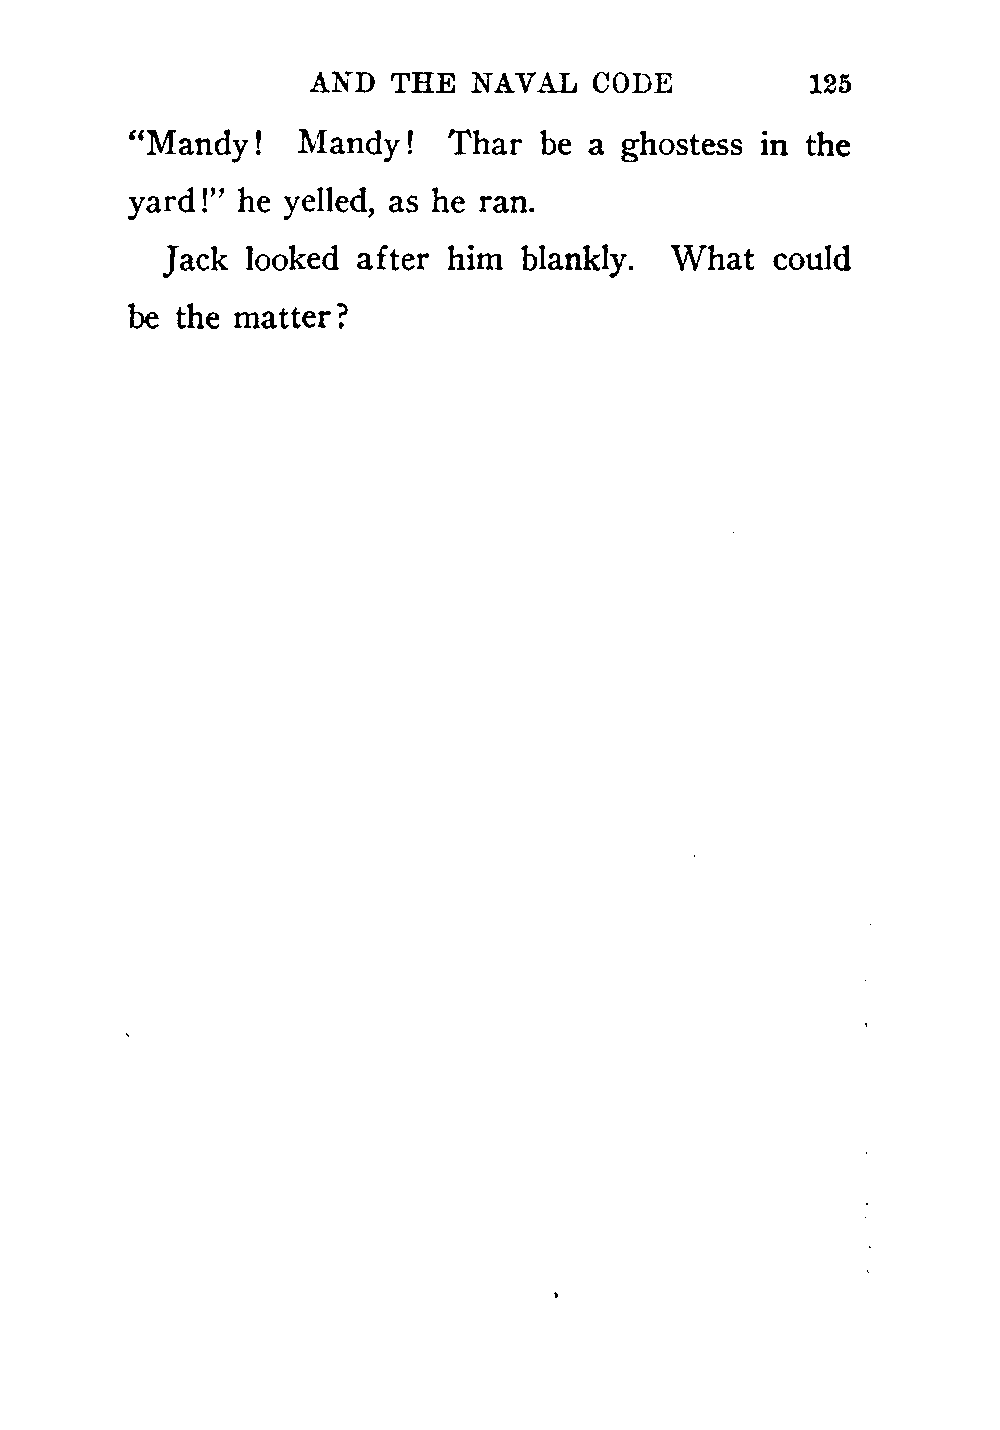 AND THE NAVAL CODE 125
“Mandy! Mandy! Thar be a ghostess in the
yard!” he yelled, as he ran.
Jack looked after him blankly. What could
be the matter?